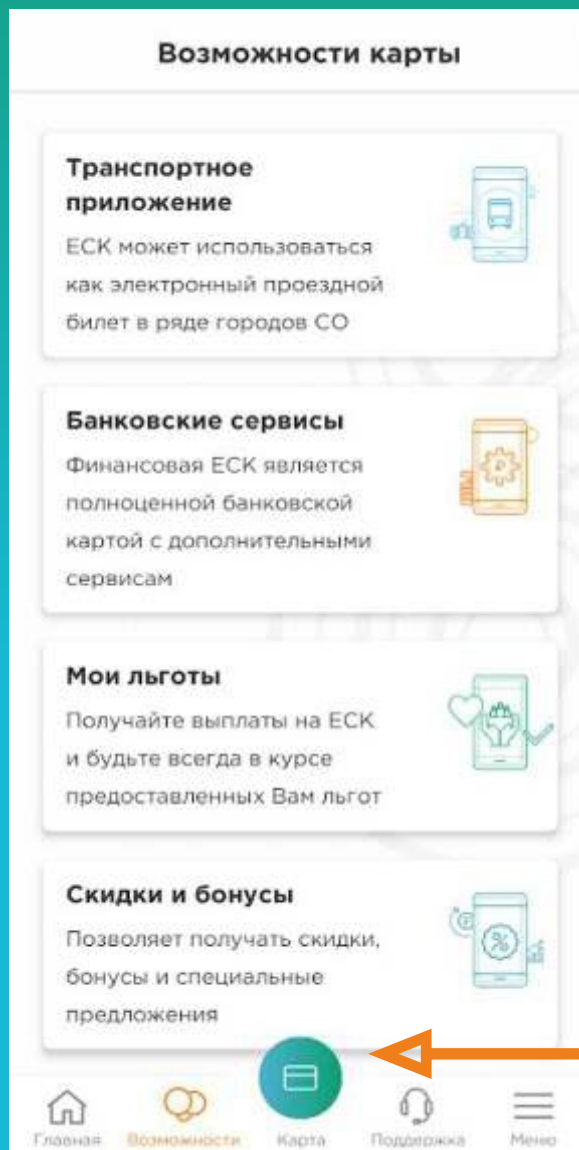 Возможности карты
Транспортное
приложение
ЕСК может использоваться
как электронный проездной
билет в ряде городов СО
Банковские сервисы
Финансовая ЕСК является
полноценной банковской
картой с дополнительными
сервисам
Мои льготы
Получайте выплаты на ЕСК
и будьте всегда в курсе
предоставленных Вам льгот
Скидки и бонусы
Позволяет получать скидки,
бонусы и специальные
предложения
Главная Возможности Карта Поддержка Меню